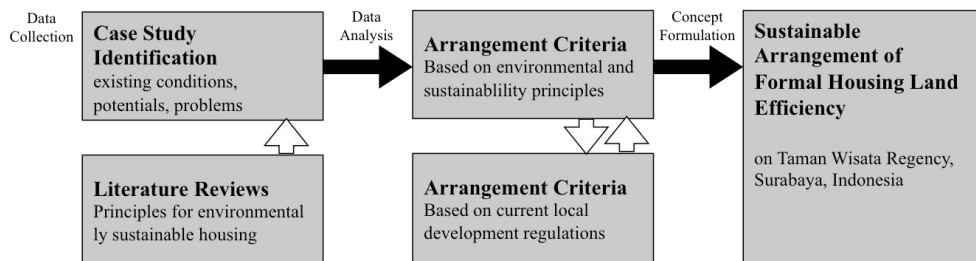 Data
Collection
Case Study
Identification
existing conditions,
potentials, problems
Literature Reviews
Principles for environmental
ly sustainable housing
Data
Analysis
Arrangement Criteria
Based on environmental and
sustainablility principles
Arrangement Criteria
Based on current local
development regulations
Concept
Formulation
Sustainable
Arrangement of
Formal Housing Land
Efficiency
on Taman Wisata Regency,
Surabaya, Indonesia